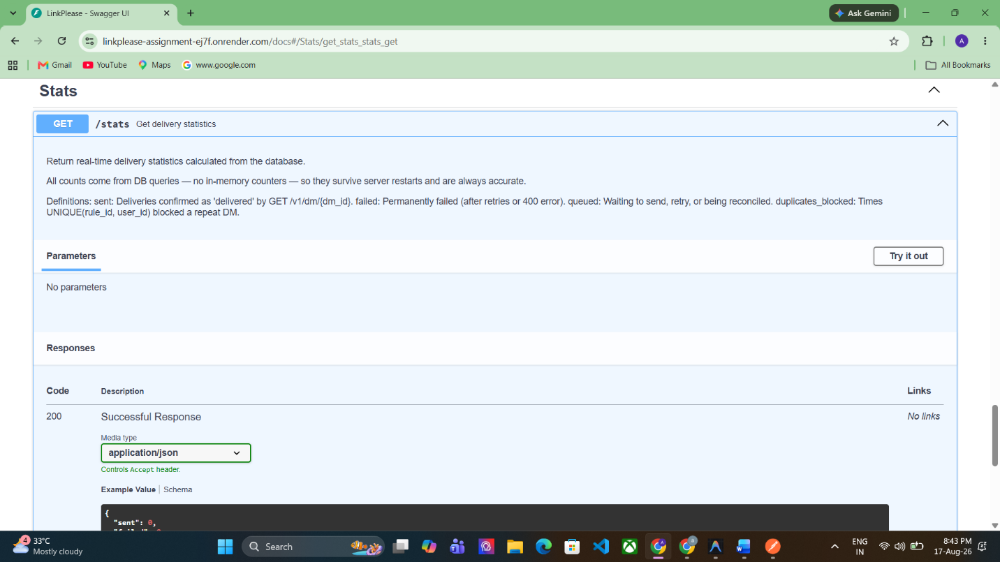 LinkPlease - Swagger UI
Ask Gemini
linkplease-assignment-ej7f.onrender.com/docs#/Stats/get_stats_stats_get
A
Gmail
YouTube
Maps
www.google.com
All Bookmarks
Stats
GET
/stats
Get delivery statistics
Return real-time delivery statistics calculated from the database.
All counts come from DB queries — no in-memory counters — so they survive server restarts and are always accurate.
Definitions: sent: Deliveries confirmed as 'delivered' by GET /v1/dm/{dm_id}. failed: Permanently failed (after retries or 400 error). queued: Waiting to send, retry, or being reconciled. duplicates_blocked: Times
UNIQUE(rule_id, user_id) blocked a repeat DM.
Parameters
Try it out
No parameters
Responses
Code
Description
Links
200
Successful Response
No links
Media type
application/json
Controls Accept header.
Example Value
Schema
{
"sent": 0,
4
33°C
Mostly cloudy
Search
ENG
IN
8:43 PM
17-Aug-26